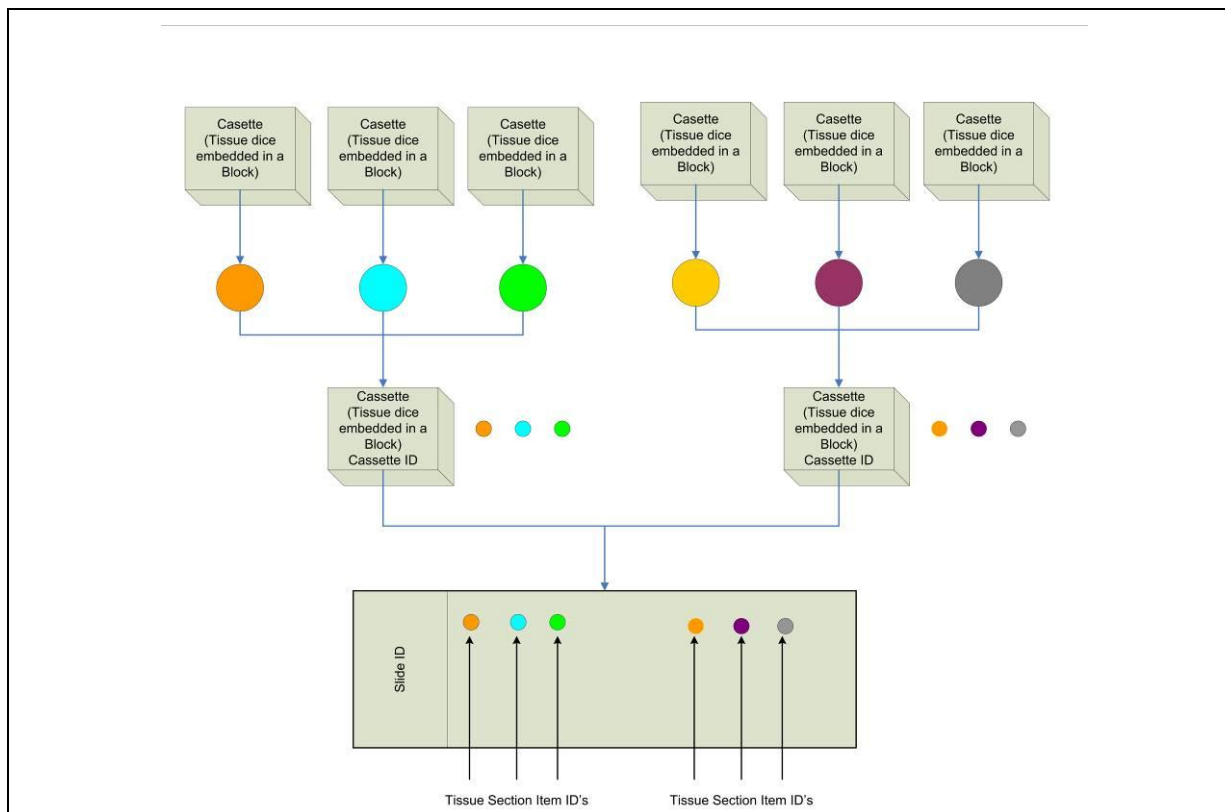 Casette
(Tissue dice
embedded in a
Block)
Casette
(Tissue dice
embedded in a
Block)
Casette
(Tissue dice
embedded in a
Block)
Cassette
(Tissue dice
embedded in a
Block)
Cassette
(Tissue dice
embedded in a
Block)
Cassette
(Tissue dice
embedded in a
Block)
Cassette
(Tissue dice
embedded in a
Block)
Cassette ID
Cassette
(Tissue dice
embedded in a
Block)
Cassette ID
Slide ID
Tissue Section Item ID's
Tissue Section Item ID's